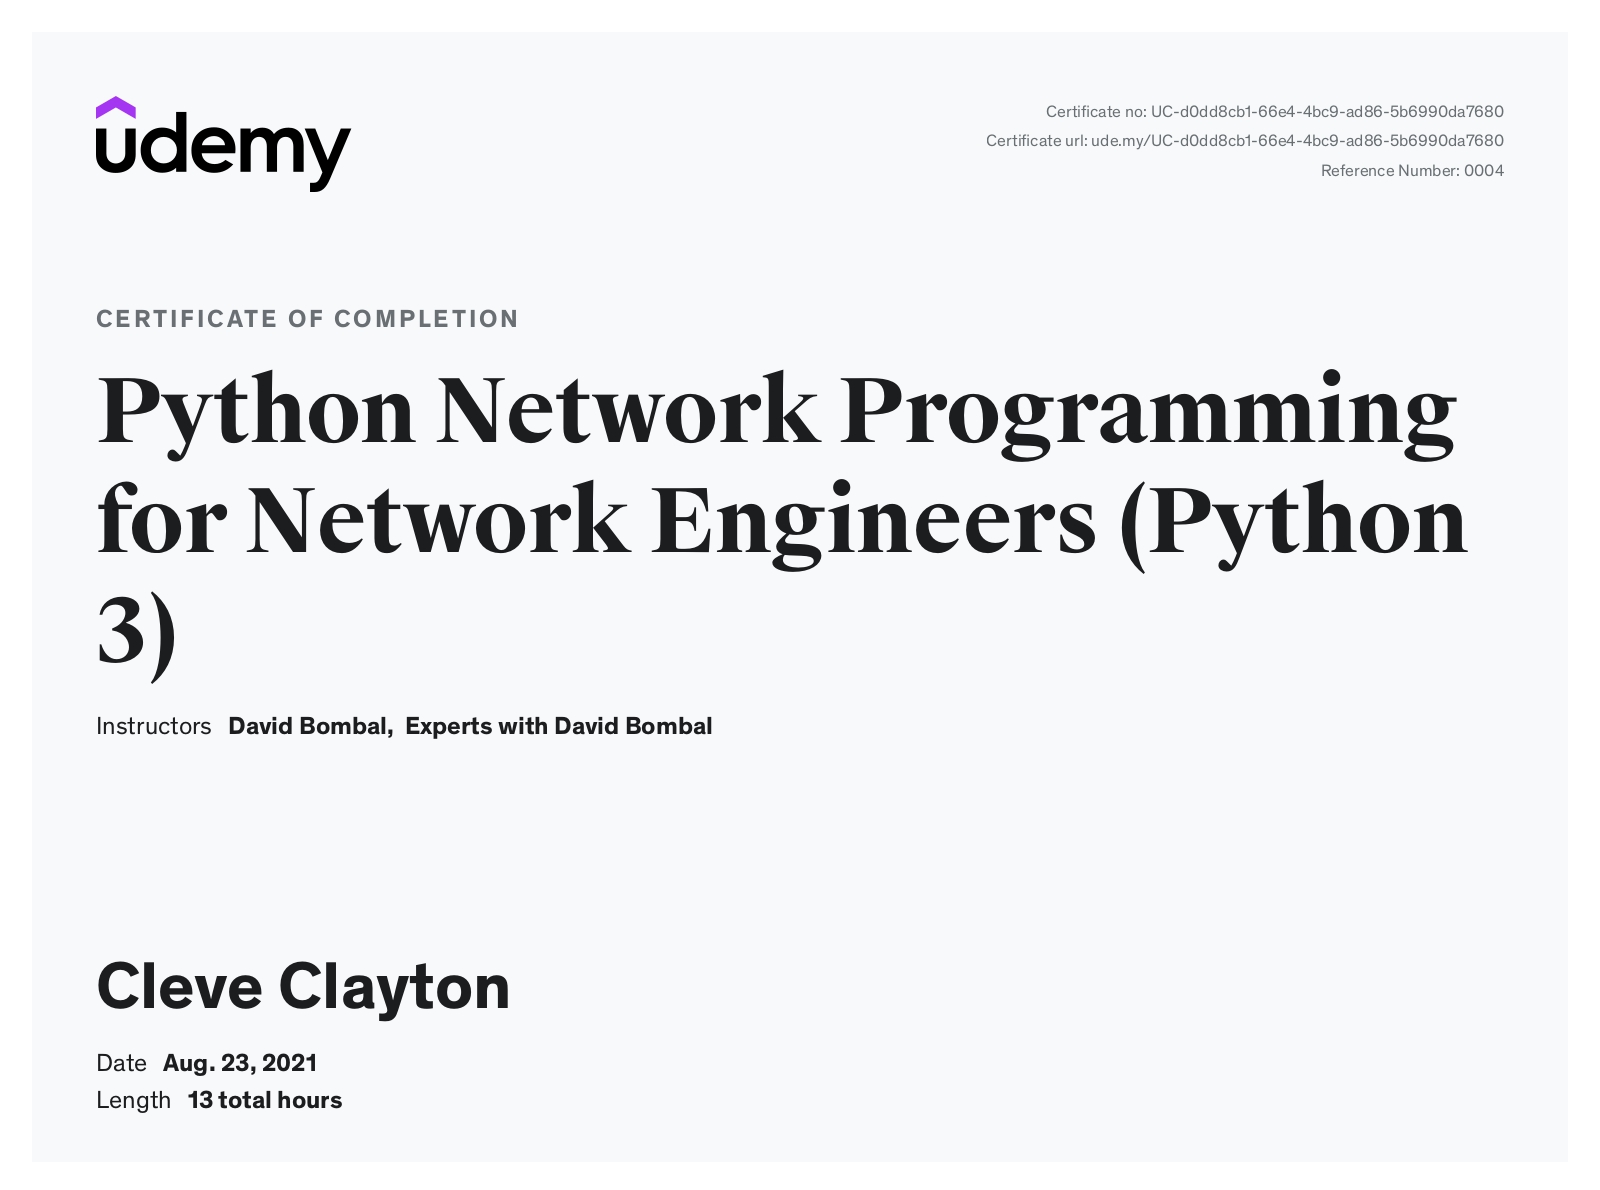 udemy
Certificate no: UC-d0dd8cb1-66e4-4bc9-ad86-5b6990da7680
Certificate url: ude.my/UC-d0dd8cb1-66e4-4bc9-ad86-5b6990da7680
Reference Number: 0004
CERTIFICATE OF COMPLETION
Python Network Programming
for Network Engineers (Python
3)
Instructors David Bombal, Experts with David Bombal
Cleve Clayton
Date Aug. 23, 2021
Length 13 total hours